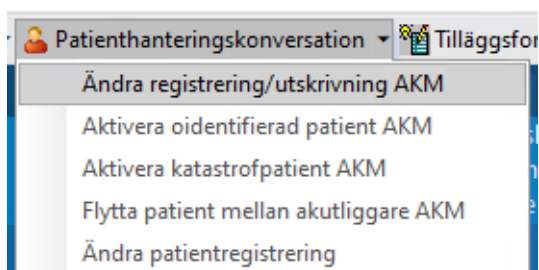 Patienthanteringskonversation Tilläggsfor
Ändra registrering/utskrivning AKM
Aktivera oidentifierad patient AKM
Aktivera katastrofpatient AKM
Flytta patient mellan akutliggare AKM
Ändra patientregistrering